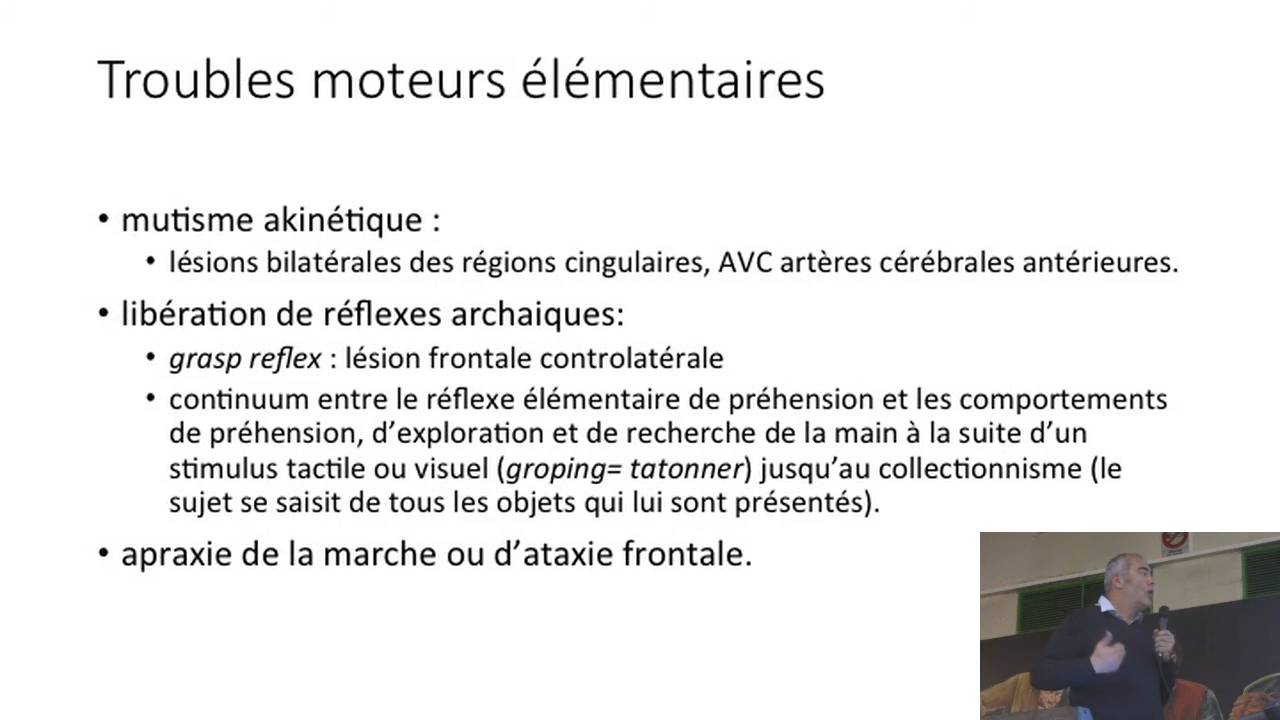 Troubles moteurs élémentaires
• mutisme akinétique :
• lésions bilatérales des régions cingulaires, AVC artères cérébrales antérieures.
• libération de réflexes archaiques:
• grasp reflex : lésion frontale controlatérale
• continuum entre le réflexe élémentaire de préhension et les comportements
de préhension, d’exploration et de recherche de la main à la suite d’un
stimulus tactile ou visuel (groping= tatonner) jusqu’au collectionnisme (le
sujet se saisit de tous les objets qui lui sont présentés).
• apraxie de la marche ou d’ataxie frontale.